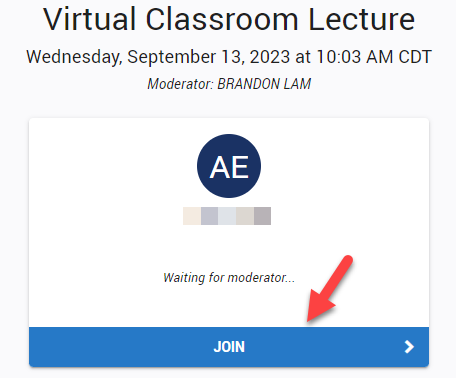 Virtual Classroom Lecture
Wednesday, September 13, 2023 at 10:03 AM CDT
Moderator: BRANDON LAM
AE
Waiting for moderator...
JOIN